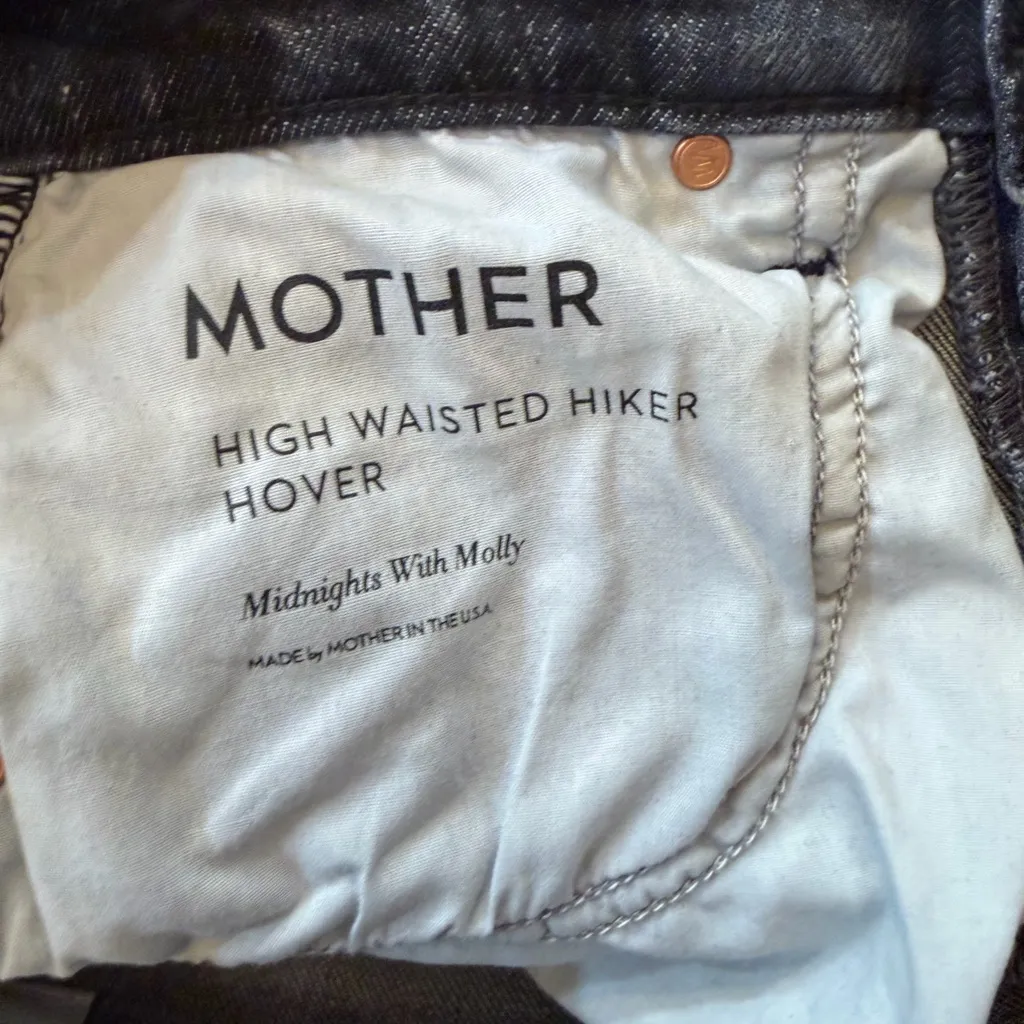 MOTHER
HIGH WAISTED HIKER
HOVER
Midnights With Molly
MADE by MOTHER IN THE USA